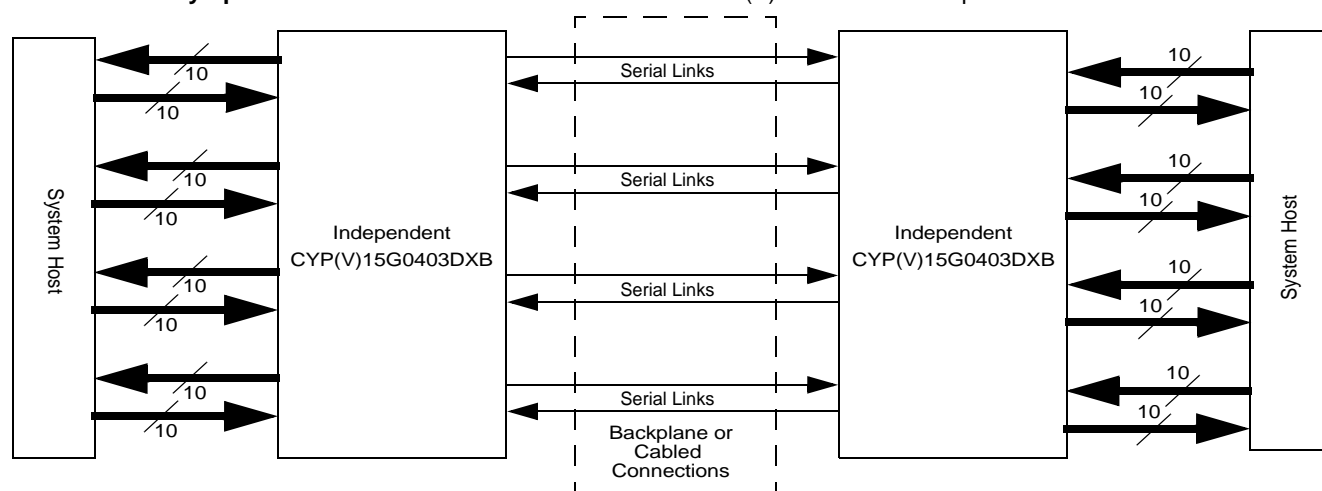 System Host
10
10
10
10
10
10
10
10
Independent
CYP(V)15G0403DXB
Serial Links
Serial Links
Serial Links
Serial Links
Backplane or
Cabled
Connections
Independent
CYP(V)15G0403DXB
10
10
10
10
10
10
10
10
System Host